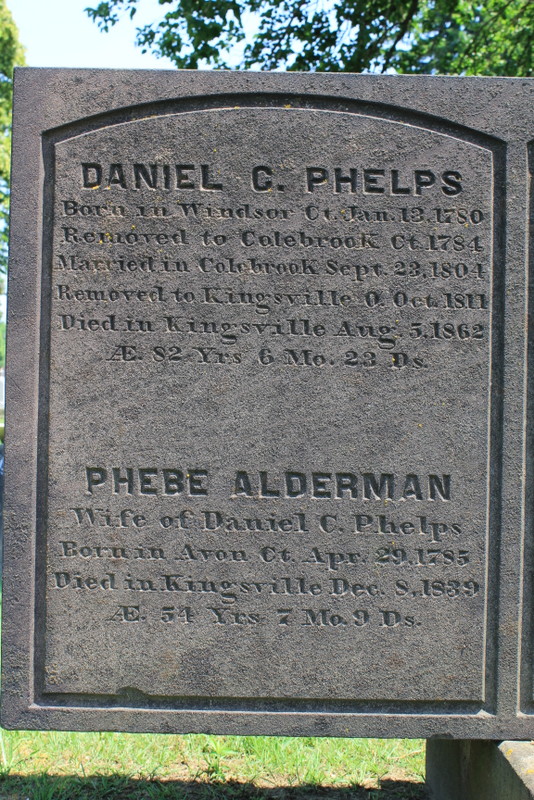 DANIEL C. PHELPS
Born in Windsor Ct. Jan. 13, 1780
Removed to Colebrook Ct. 1784
Married in Colebrook Sept. 23, 1804
Removed to Kingsville O. Oct. 1811
Died in Kingsville Aug. 5, 1862
Æ. 82 Yrs 6 Mo. 23 Ds.
PHEBE ALDERMAN
Wife of Daniel C. Phelps
Born in Avon Ct. Apr. 29, 1785
Died in Kingsville Dec. 8, 1839
Æ. 54 Yrs 7 Mo. 9 Ds.